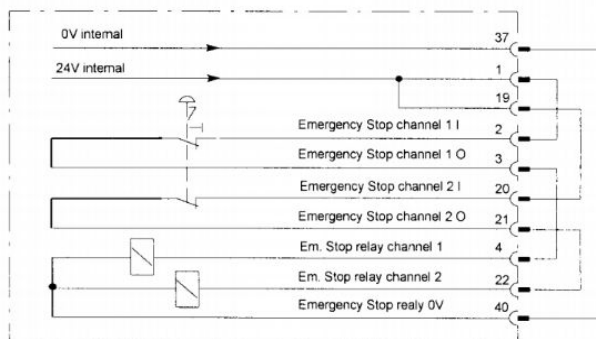 0V internal 37
24V internal 1
19
Emergency Stop channel 1 I 2
Emergency Stop channel 1 O 3
Emergency Stop channel 2 I 20
Emergency Stop channel 2 O 21
Em. Stop relay channel 1 4
Em. Stop relay channel 2 22
Emergency Stop realy 0V 40